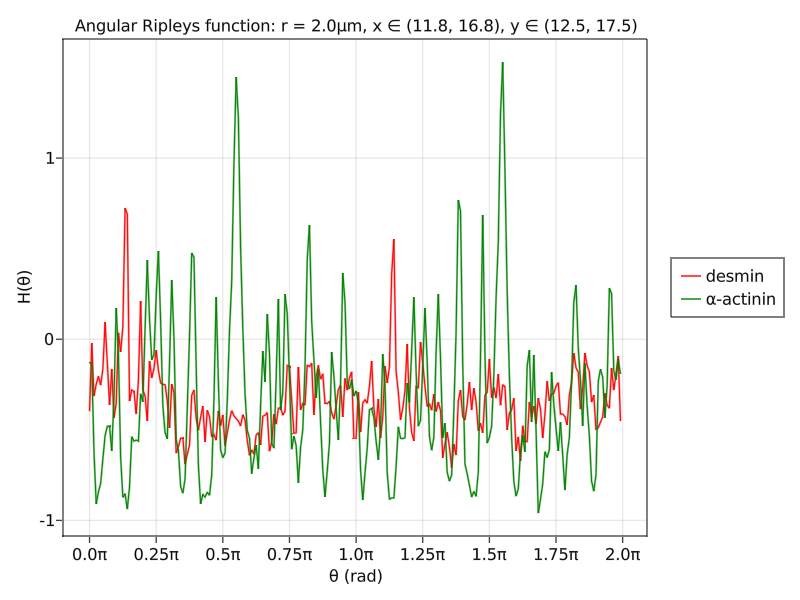 Angular Ripleys function: r = 2.0μm, x ∈ (11.8, 16.8), y ∈ (12.5, 17.5)
H(θ)
1
0
-1
0.0π 0.25π 0.5π 0.75π 1.0π 1.25π 1.5π 1.75π 2.0π
θ (rad)
desmin
α-actinin